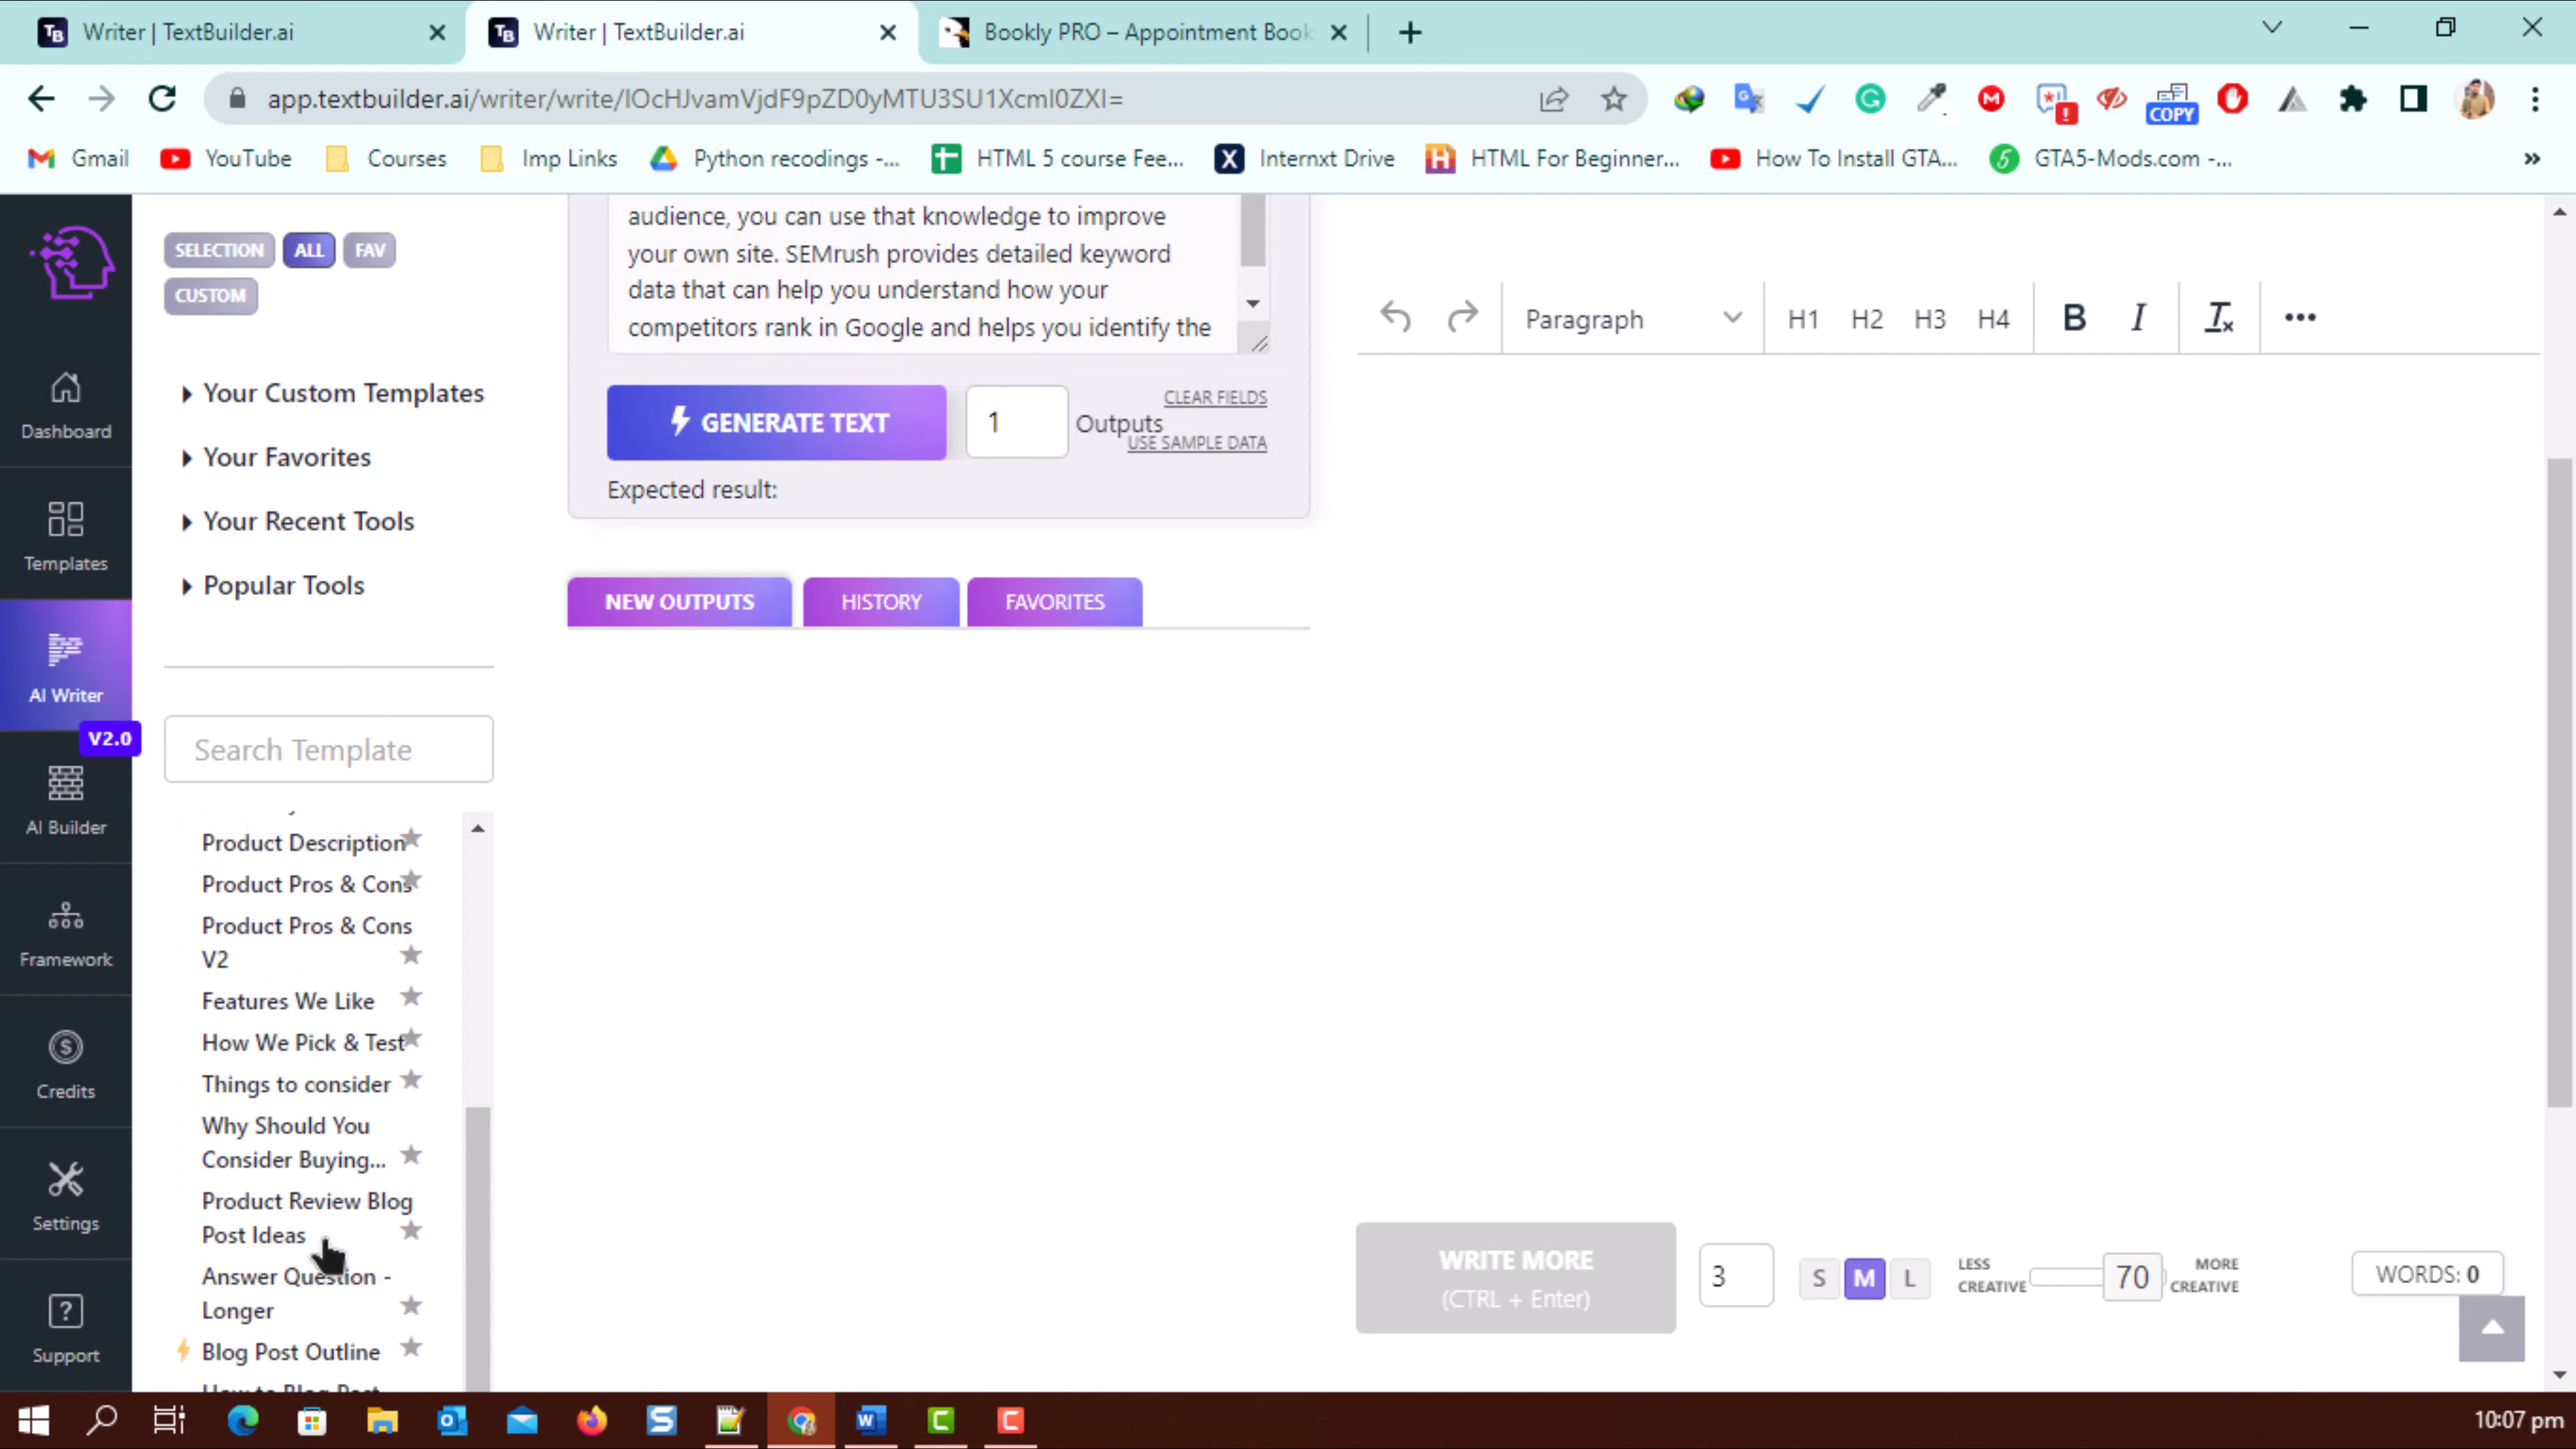 Writer | TextBuilder.ai
Writer | TextBuilder.ai
Bookly PRO – Appointment Book
app.textbuilder.ai/writer/write/IOcHJvamVjdF9pZD0yMTU3SU1XcmI0ZXI=
COPY
Gmail
YouTube
Courses
Imp Links
Python recodings -...
HTML 5 course Fee...
Internxt Drive
HTML For Beginner...
How To Install GTA...
GTA5-Mods.com -...
»
SELECTION
ALL
FAV
CUSTOM
Your Custom Templates
Your Favorites
Your Recent Tools
Popular Tools
Dashboard
Templates
AI Writer
V2.0
AI Builder
Framework
Credits
Settings
Support
Search Template
Product Description
Product Pros & Cons
Product Pros & Cons
V2
Features We Like
How We Pick & Test
Things to consider
Why Should You
Consider Buying...
Product Review Blog
Post Ideas
Answer Question -
Longer
Blog Post Outline
How to Blog Post
audience, you can use that knowledge to improve
your own site. SEMrush provides detailed keyword
data that can help you understand how your
competitors rank in Google and helps you identify the
GENERATE TEXT
1
Outputs
CLEAR FIELDS
USE SAMPLE DATA
Expected result:
NEW OUTPUTS
HISTORY
FAVORITES
Paragraph
H1
H2
H3
H4
B
I
WRITE MORE
(CTRL + Enter)
3
S
M
L
LESS
CREATIVE
70
MORE
CREATIVE
WORDS: 0
10:07 pm